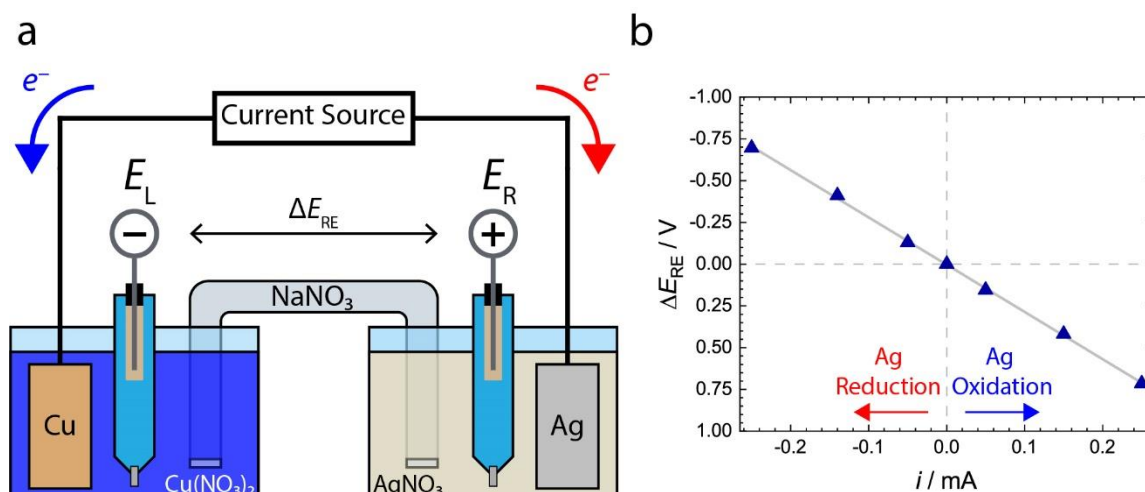 a
e⁻
Current Source
e⁻
E_L
E_R
−
ΔE_RE
+
NaNO₃
Cu
Ag
Cu(NO₃)₂
AgNO₃
b
ΔE_RE / V
-1.00
-0.75
-0.50
-0.25
0.00
0.25
0.50
0.75
1.00
Ag
Reduction
Ag
Oxidation
-0.2 -0.1 0.0 0.1 0.2
i / mA